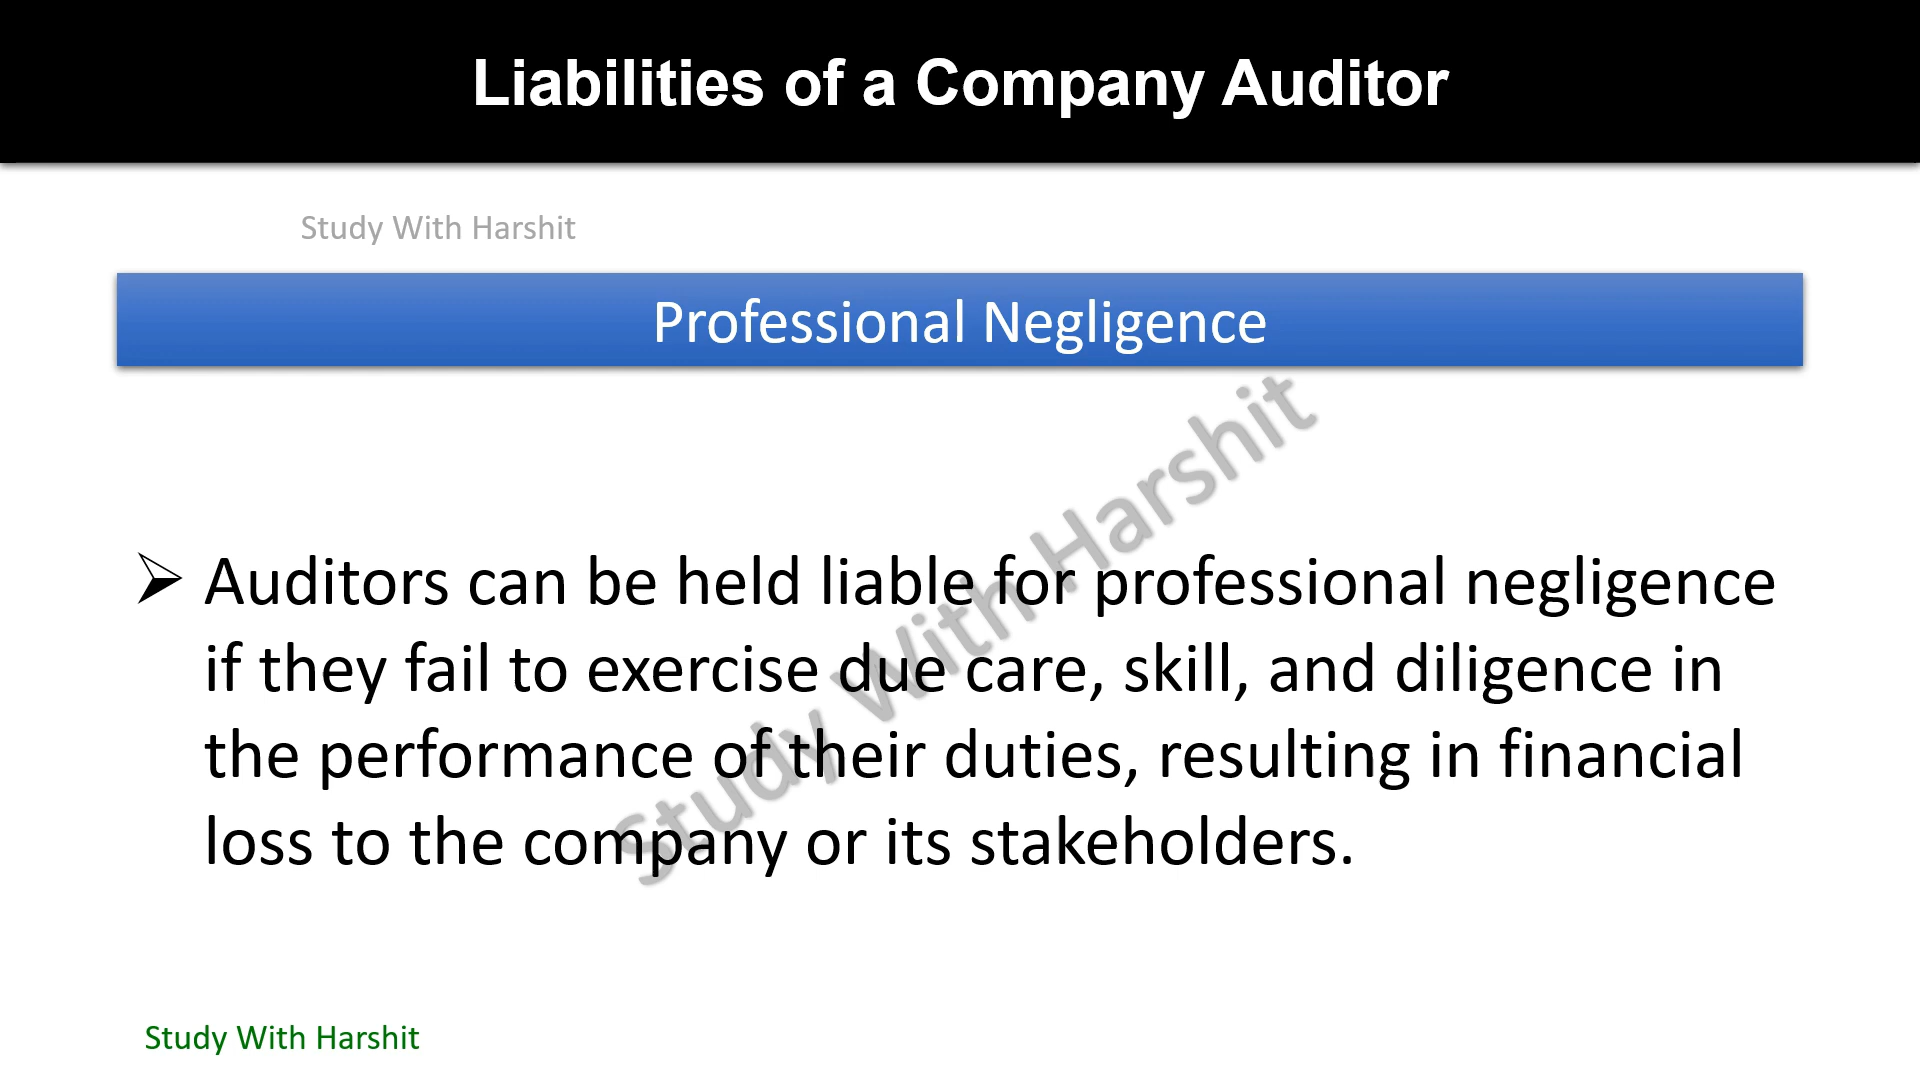 Liabilities of a Company Auditor
Study With Harshit
Professional Negligence
Study With Harshit
➢ Auditors can be held liable for professional negligence
if they fail to exercise due care, skill, and diligence in
the performance of their duties, resulting in financial
loss to the company or its stakeholders.
Study With Harshit